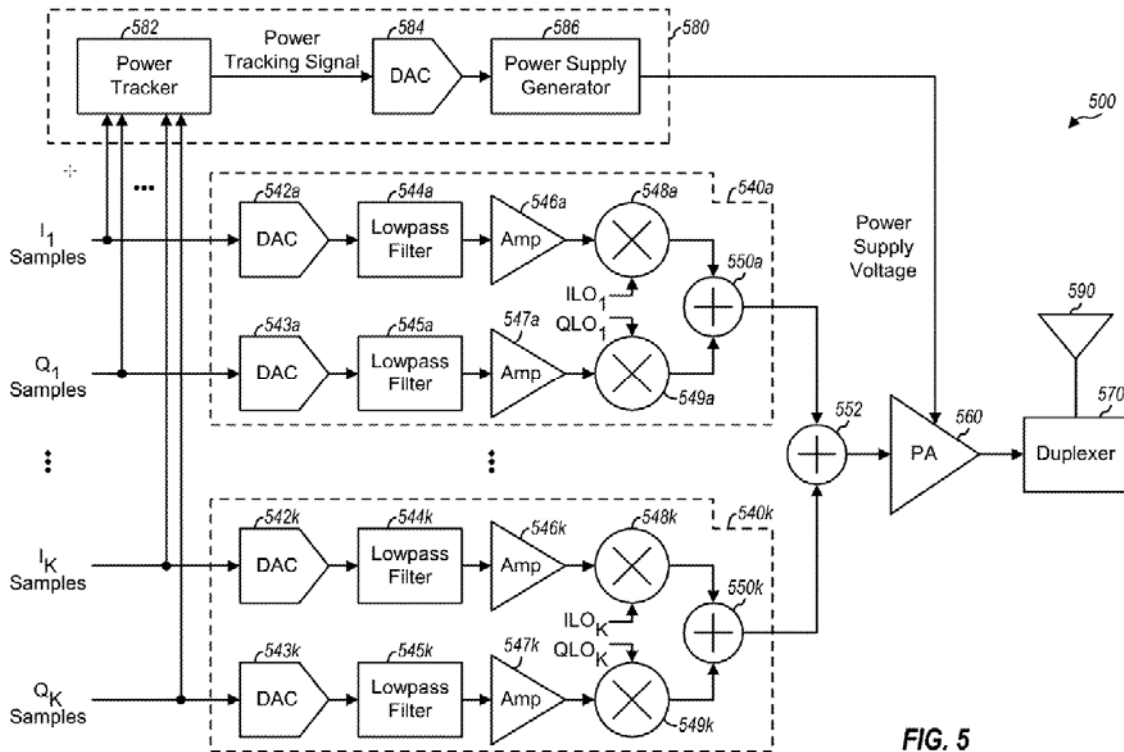 582
Power
Tracker
Power
Tracking Signal
584
DAC
586
Power Supply
Generator
580
500
I1
Samples
542a
DAC
544a
Lowpass
Filter
546a
Amp
548a
540a
ILO1
550a
Power
Supply
Voltage
Q1
Samples
543a
DAC
545a
Lowpass
Filter
547a
Amp
QLO1
549a
552
560
PA
590
570
Duplexer
IK
Samples
542k
DAC
544k
Lowpass
Filter
546k
Amp
548k
540k
ILOK
550k
QK
Samples
543k
DAC
545k
Lowpass
Filter
547k
Amp
QLOK
549k
FIG. 5